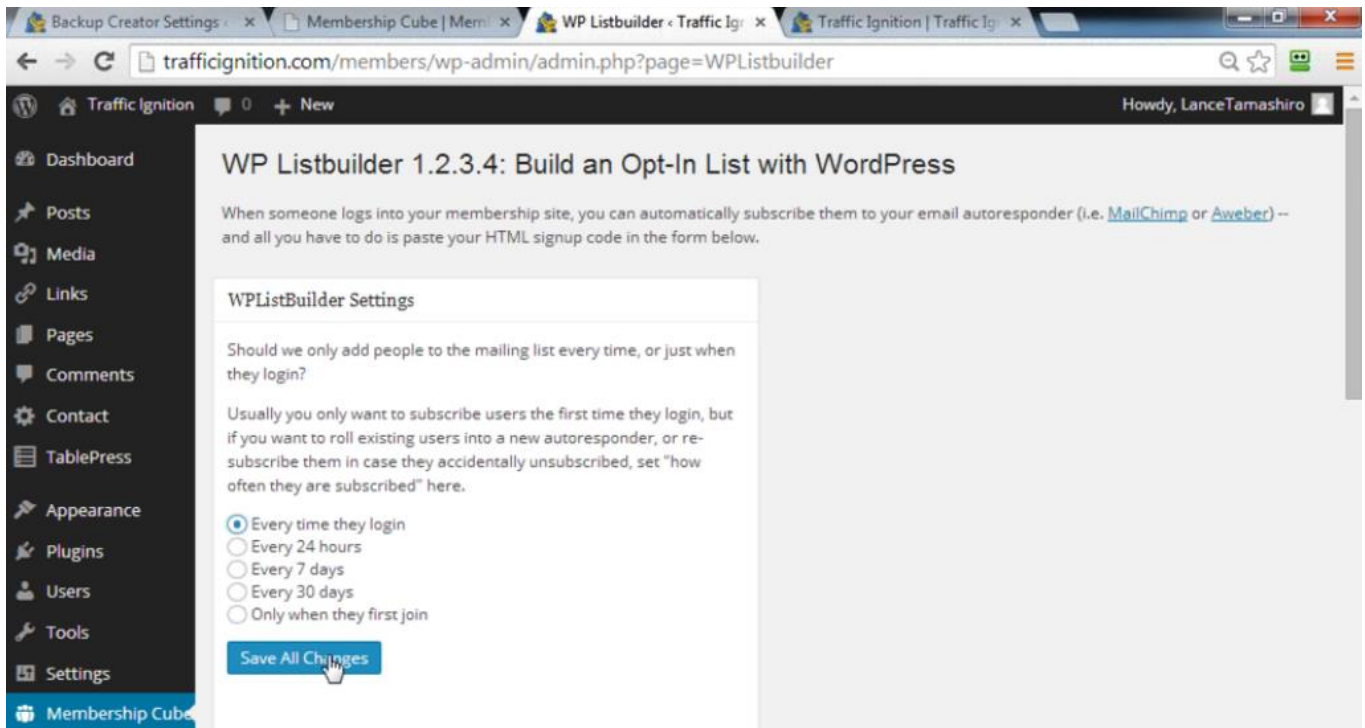 Backup Creator Settings
Membership Cube | Mem
WP Listbuilder ‹ Traffic Ig
Traffic Ignition | Traffic Ig
trafficignition.com/members/wp-admin/admin.php?page=WPListbuilder
Traffic Ignition 0 + New Howdy, LanceTamashiro
Dashboard
Posts
Media
Links
Pages
Comments
Contact
TablePress
Appearance
Plugins
Users
Tools
Settings
Membership Cube
WP Listbuilder 1.2.3.4: Build an Opt-In List with WordPress
When someone logs into your membership site, you can automatically subscribe them to your email autoresponder (i.e. MailChimp or Aweber) --
and all you have to do is paste your HTML signup code in the form below.
WPListBuilder Settings
Should we only add people to the mailing list every time, or just when
they login?
Usually you only want to subscribe users the first time they login, but
if you want to roll existing users into a new autoresponder, or re-
subscribe them in case they accidentally unsubscribed, set "how
often they are subscribed" here.
Every time they login
Every 24 hours
Every 7 days
Every 30 days
Only when they first join
Save All Changes